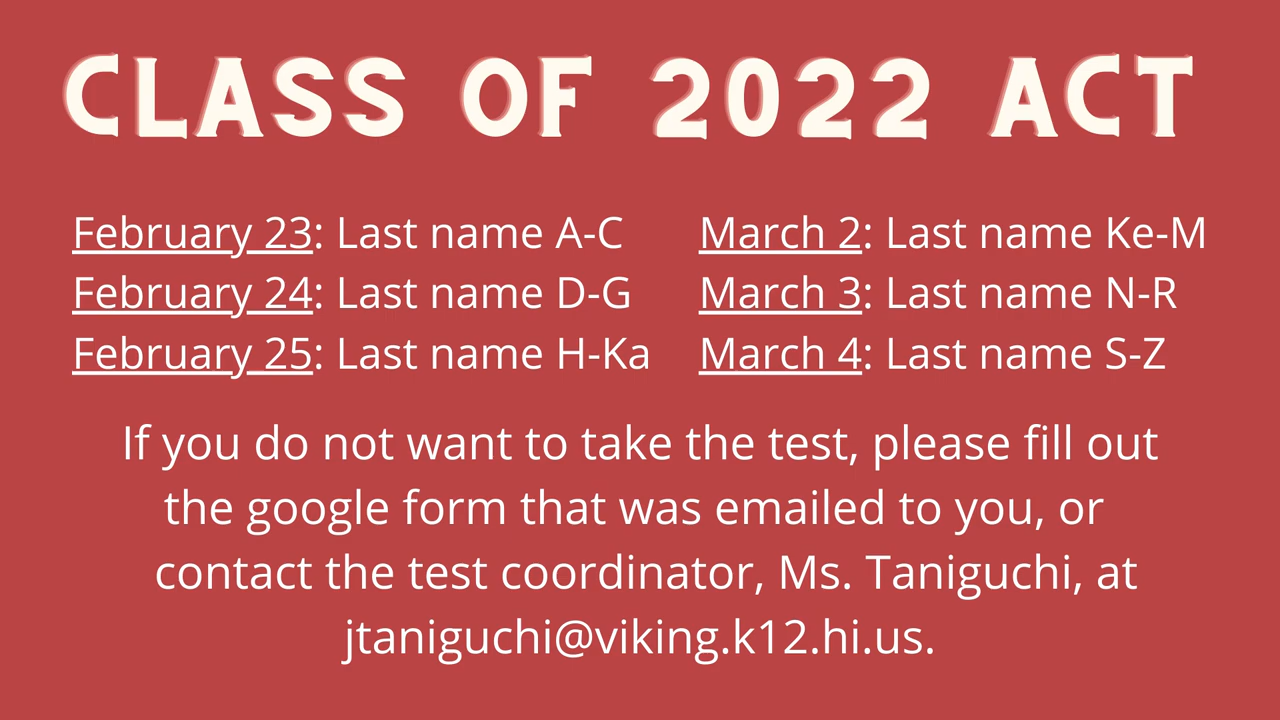 CLASS OF 2022 ACT
February 23: Last name A-C
February 24: Last name D-G
February 25: Last name H-Ka
March 2: Last name Ke-M
March 3: Last name N-R
March 4: Last name S-Z
If you do not want to take the test, please fill out
the google form that was emailed to you, or
contact the test coordinator, Ms. Taniguchi, at
jtaniguchi@viking.k12.hi.us.